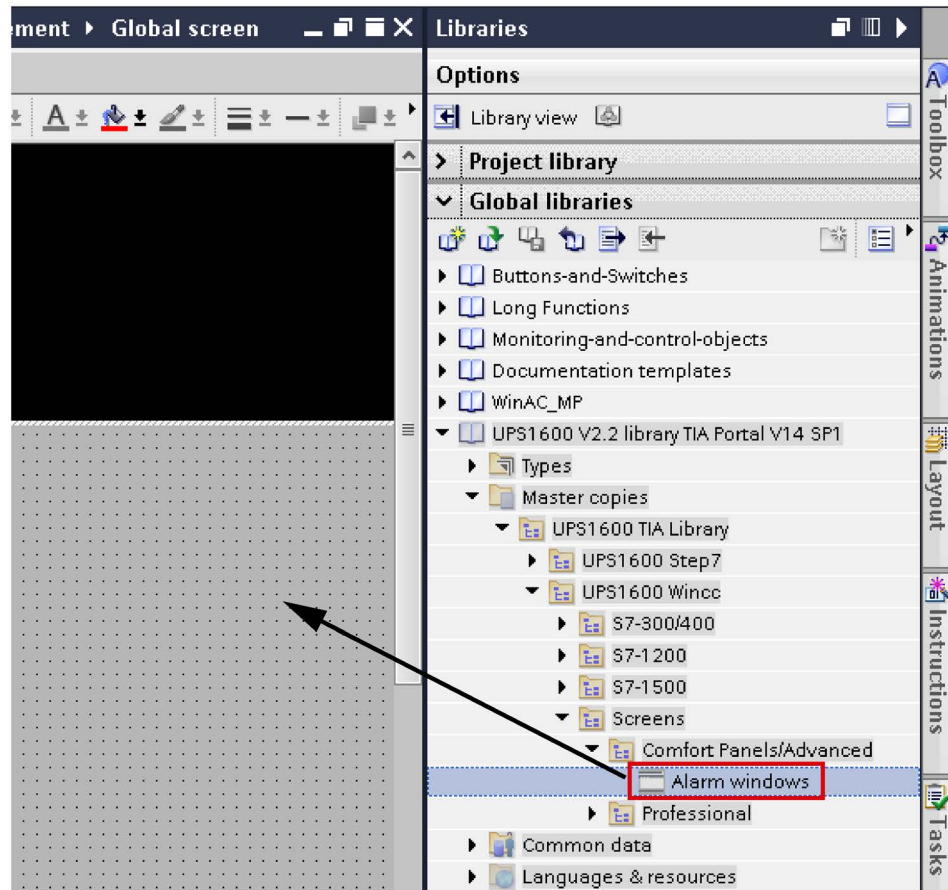 ement ▸ Global screen
Libraries
Options
Library view
Project library
Global libraries
Buttons-and-Switches
Long Functions
Monitoring-and-control-objects
Documentation templates
WinAC_MP
UPS1600 V2.2 library TIA Portal V14 SP1
Types
Master copies
UPS1600 TIA Library
UPS1600 Step7
UPS1600 Wincc
S7-300/400
S7-1200
S7-1500
Screens
Comfort Panels/Advanced
Alarm windows
Professional
Common data
Languages & resources
Toolbox
Animations
Layout
Instructions
Tasks